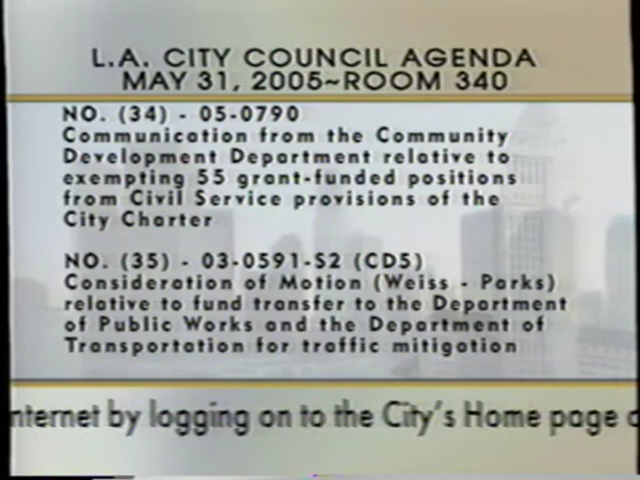 L.A. CITY COUNCIL AGENDA
MAY 31, 2005~ROOM 340
NO. (34) - 05-0790
Communication from the Community
Development Department relative to
exempting 55 grant-funded positions
from Civil Service provisions of the
City Charter
NO. (35) - 03-0591-S2 (CD5)
Consideration of Motion (Weiss - Parks)
relative to fund transfer to the Department
of Public Works and the Department of
Transportation for traffic mitigation
nternet by logging on to the City's Home page